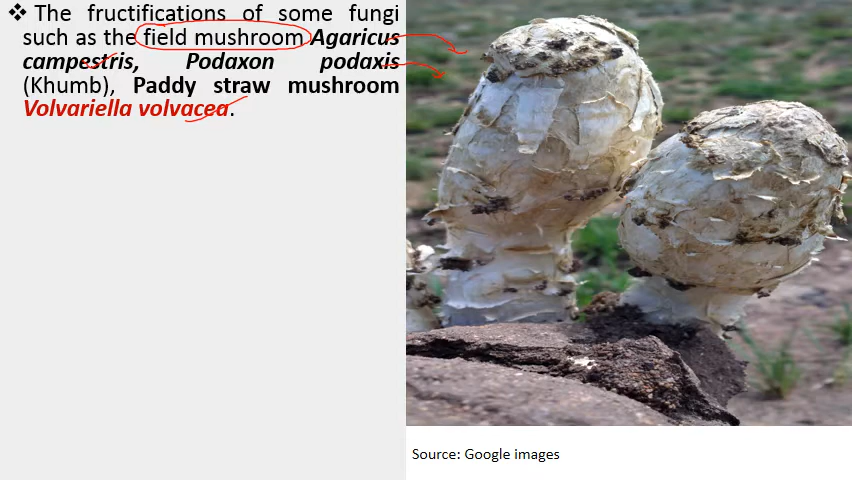 ❖ The fructifications of some fungi
such as the field mushroom Agaricus
campestris, Podaxon podaxis
(Khumb), Paddy straw mushroom
Volvariella volvacea.
Source: Google images